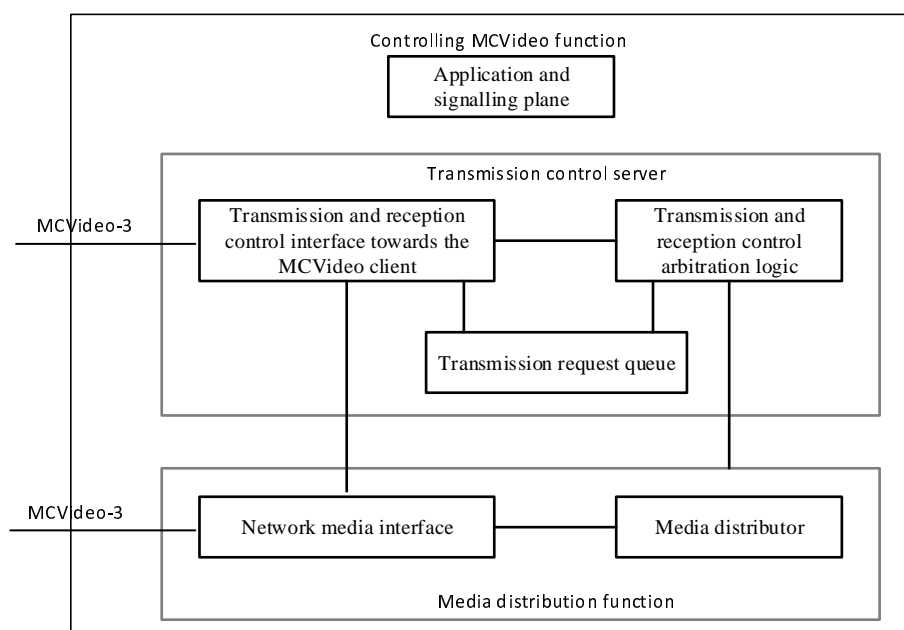 Controlling MCVideo function
Application and
signalling plane
Transmission control server
MCVideo-3
Transmission and reception
control interface towards the
MCVideo client
Transmission and
reception control
arbitration logic
Transmission request queue
MCVideo-3
Network media interface
Media distributor
Media distribution function